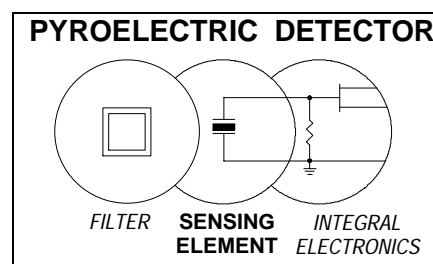 PYROELECTRIC DETECTOR
FILTER
SENSING
ELEMENT
INTEGRAL
ELECTRONICS